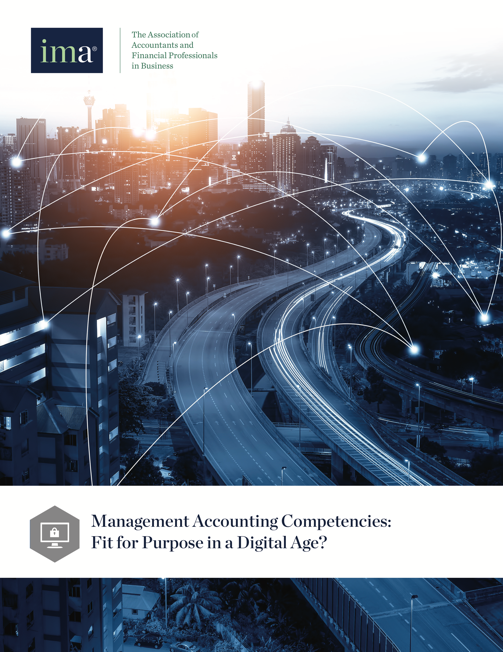 ima®
The Association of
Accountants and
Financial Professionals
in Business
Management Accounting Competencies:
Fit for Purpose in a Digital Age?